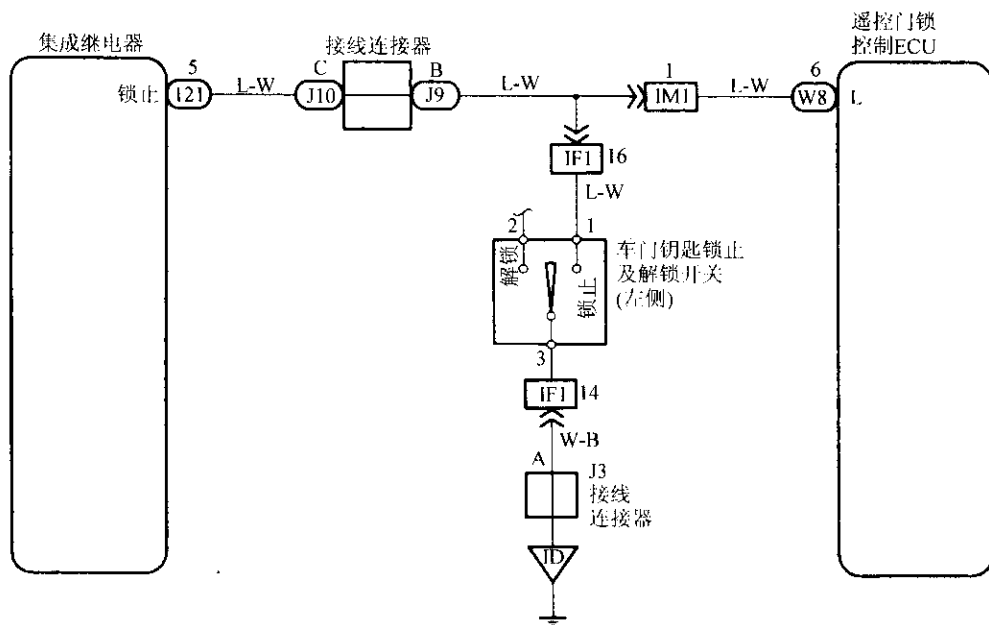 集成继电器
锁止
5
I21
L-W
C
J10
接线连接器
B
J9
L-W
1
IM1
L-W
6
W8
L
遥控门锁
控制ECU
IF1
16
L-W
2
1
解锁
锁止
3
车门钥匙锁止
及解锁开关
(左侧)
IF1
14
W-B
A
J3
接线
连接器